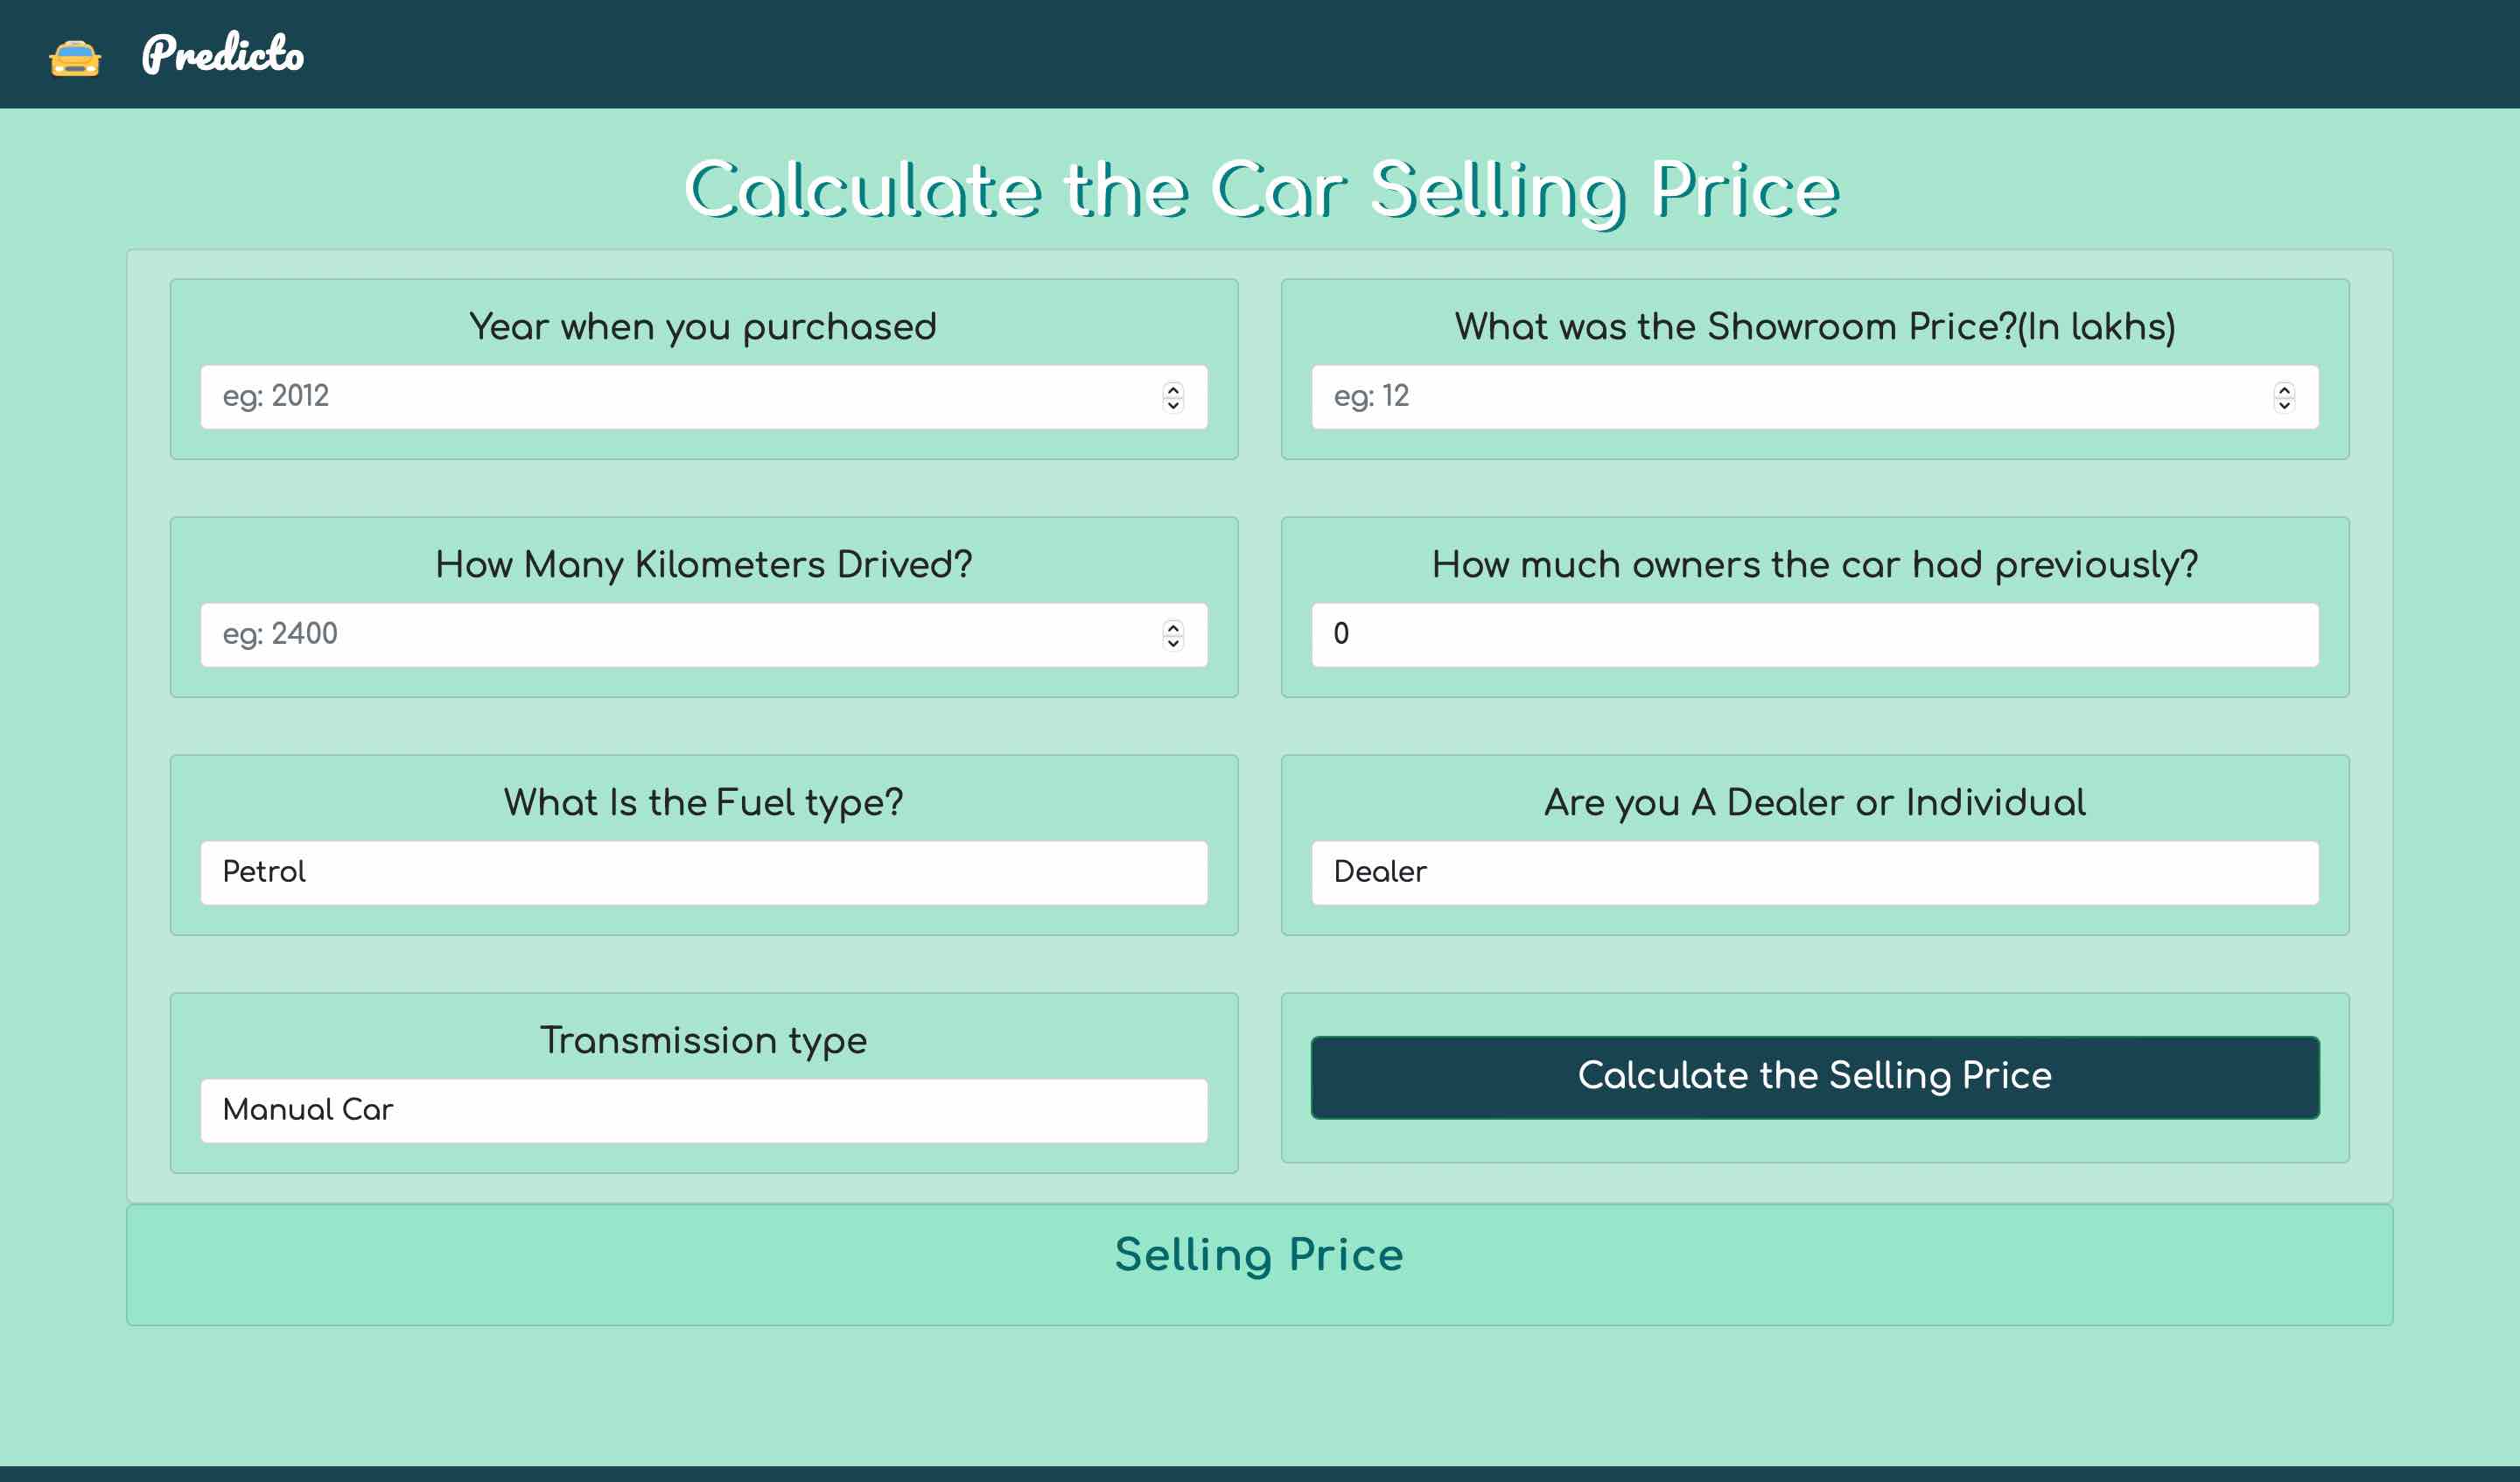 Predicto
Calculate the Car Selling Price
Year when you purchased
eg: 2012
What was the Showroom Price?(In lakhs)
eg: 12
How Many Kilometers Drived?
eg: 2400
How much owners the car had previously?
0
What Is the Fuel type?
Petrol
Are you A Dealer or Individual
Dealer
Transmission type
Manual Car
Calculate the Selling Price
Selling Price